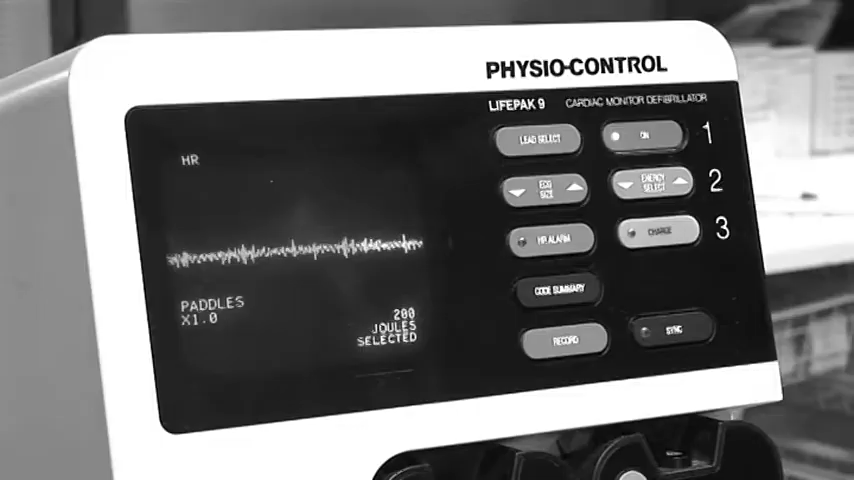 PHYSIO-CONTROL
LIFEPAK 9 CARDIAC MONITOR DEFIBRILLATOR
HR
LEAD SELECT
ON
1
ECG
SIZE
ENERGY
SELECT
2
HR ALARM
CHARGE
3
CODE SUMMARY
RECORD
SYNC
PADDLES
X1.0
200
JOULES
SELECTED